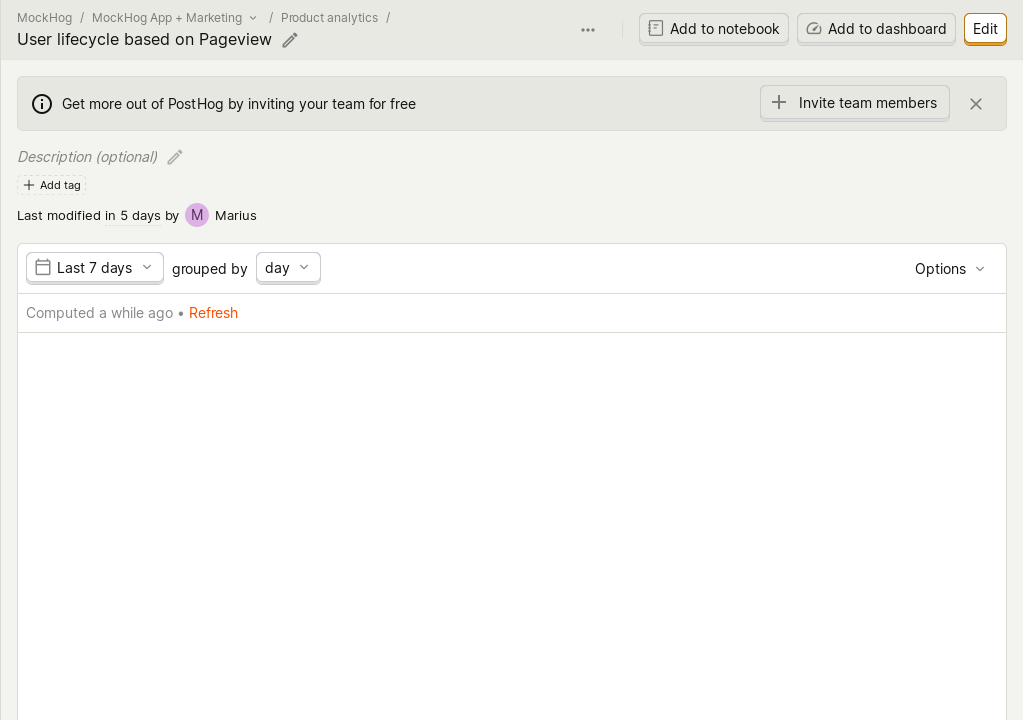 MockHog / MockHog App + Marketing / Product analytics /
User lifecycle based on Pageview
Add to notebook
Add to dashboard
Edit
Get more out of PostHog by inviting your team for free
Invite team members
Description (optional)
Add tag
Last modified in 5 days by M Marius
Last 7 days grouped by day
Options
Computed a while ago • Refresh